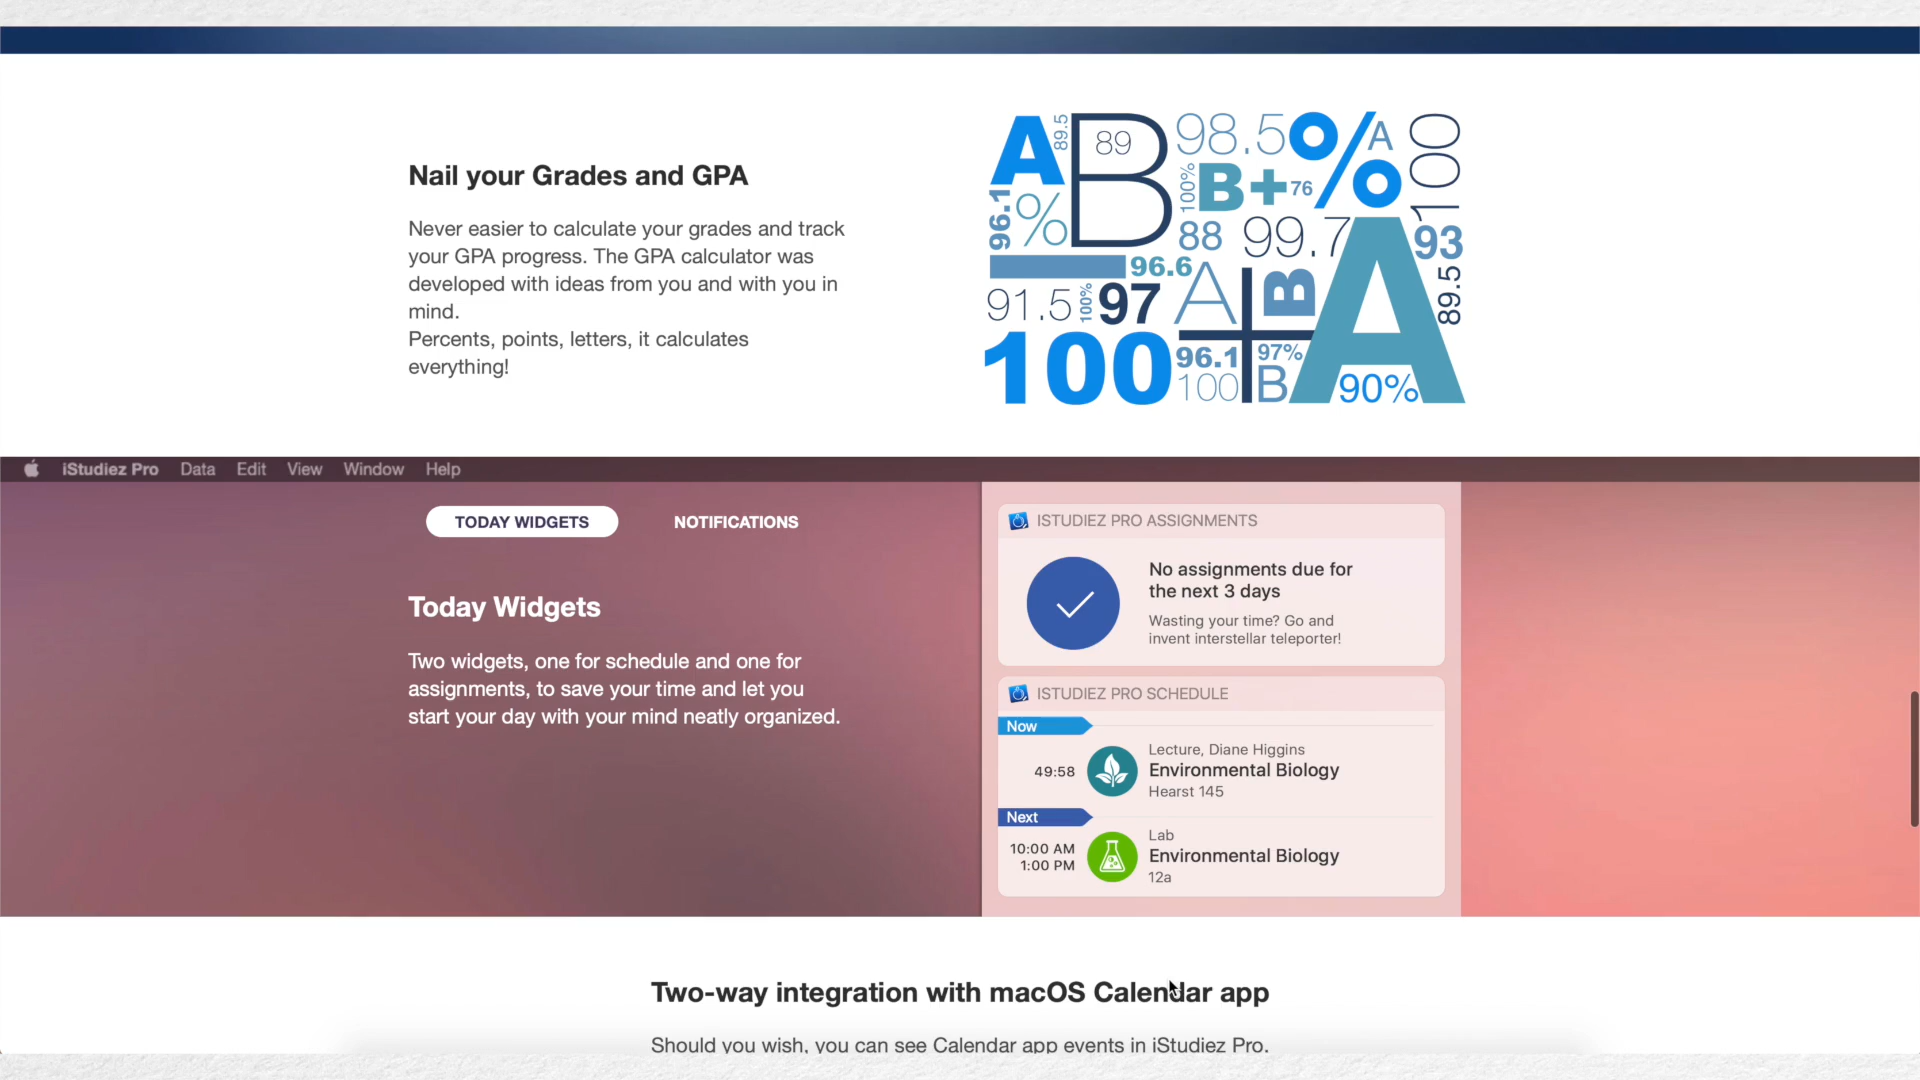 Nail your Grades and GPA
Never easier to calculate your grades and track
your GPA progress. The GPA calculator was
developed with ideas from you and with you in
mind.
Percents, points, letters, it calculates
everything!
A 89.5 B 89 98.5 % A 100
96.1 % 100% B+ 76
88 99.7 A 93
96.6 A B 89.5
91.5 100% 97
100 96.1 + 97%
100 B 90%
iStudiez Pro Data Edit View Window Help
TODAY WIDGETS NOTIFICATIONS
Today Widgets
Two widgets, one for schedule and one for
assignments, to save your time and let you
start your day with your mind neatly organized.
ISTUDIEZ PRO ASSIGNMENTS
No assignments due for
the next 3 days
Wasting your time? Go and
invent interstellar teleporter!
ISTUDIEZ PRO SCHEDULE
Now
Lecture, Diane Higgins
49:58 Environmental Biology
Hearst 145
Next
Lab
10:00 AM
1:00 PM
Environmental Biology
12a
Two-way integration with macOS Calendar app
Should you wish, you can see Calendar app events in iStudiez Pro.